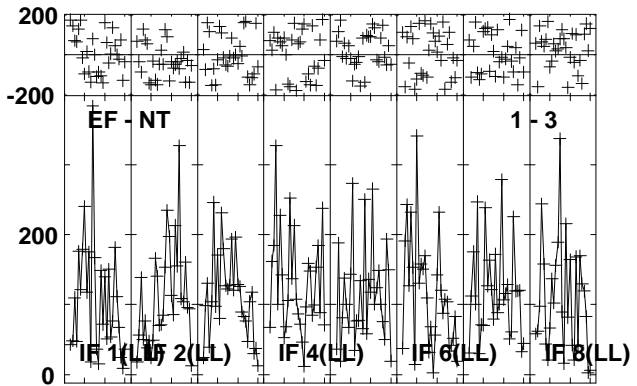 200
-200
EF - NT 1 - 3
200
IF 1(LL) IF 2(LL) IF 4(LL) IF 6(LL) IF 8(LL)
0